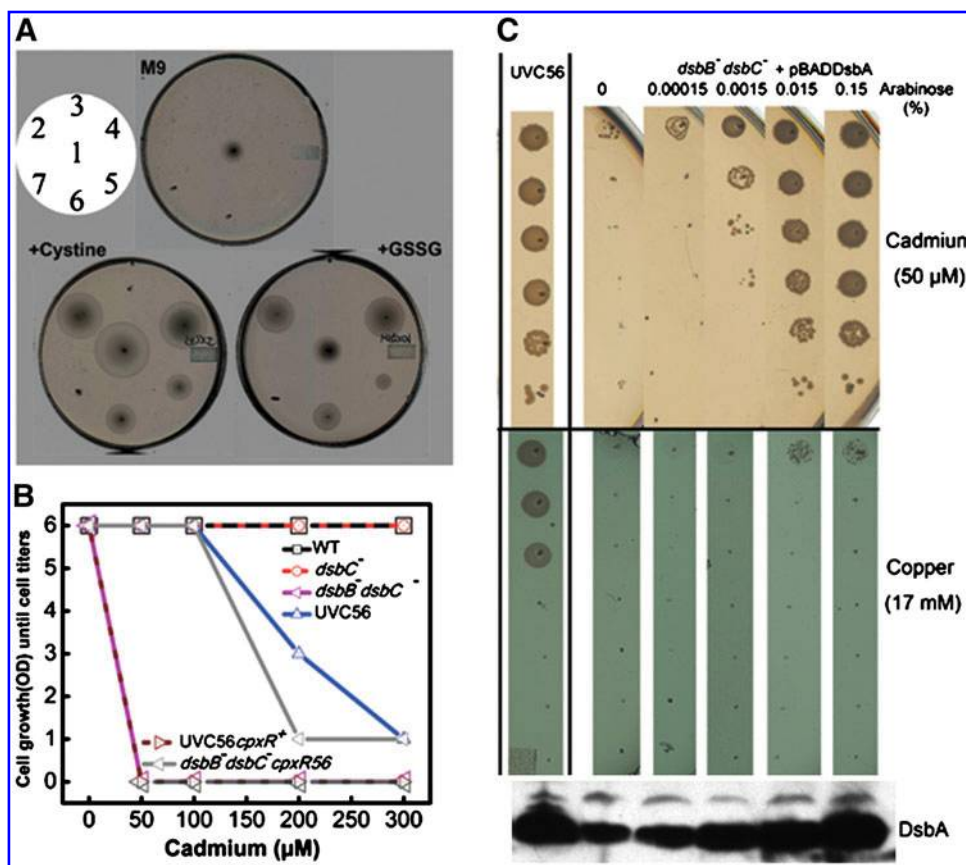 A
M9
3
2 4
1
7 5
6
+Cystine
+GSSG
B
Cell growth(OD) until cell titers
6
5
4
3
2
1
0
WT
dsbC⁻
dsbB⁻dsbC⁻
UVC56
UVC56cpxR⁺
dsbB⁻dsbC⁻cpxR56
0 50 100 150 200 250 300
Cadmium (µM)
C
UVC56
dsbB⁻ dsbC⁻ + pBADDsbA
0 0.00015 0.0015 0.015 0.15 Arabinose
(%)
Cadmium
(50 µM)
Copper
(17 mM)
DsbA